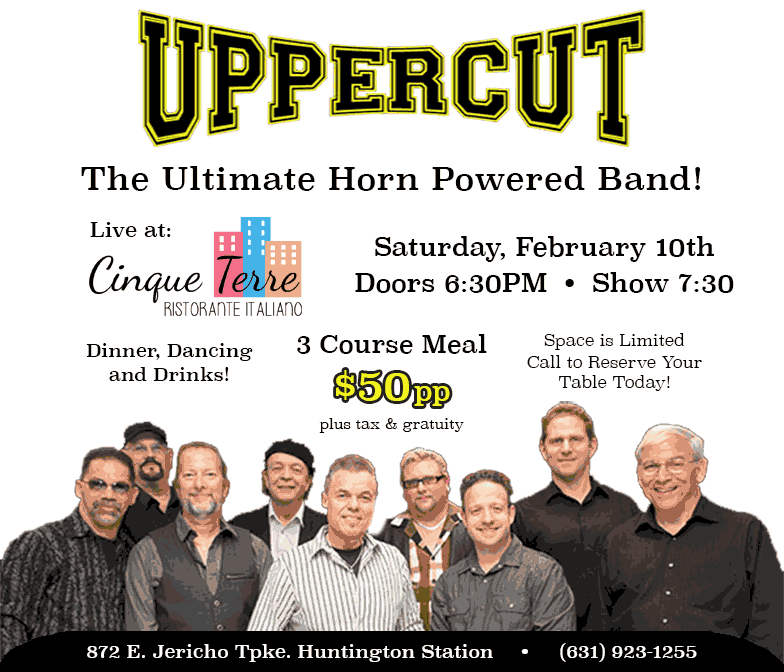 UPPERCUT
The Ultimate Horn Powered Band!
Live at:
Cinque Terre
RISTORANTE ITALIANO
Saturday, February 10th
Doors 6:30PM • Show 7:30
Dinner, Dancing
and Drinks!
3 Course Meal
$50pp
plus tax & gratuity
Space is Limited
Call to Reserve Your
Table Today!
872 E. Jericho Tpke. Huntington Station • (631) 923-1255